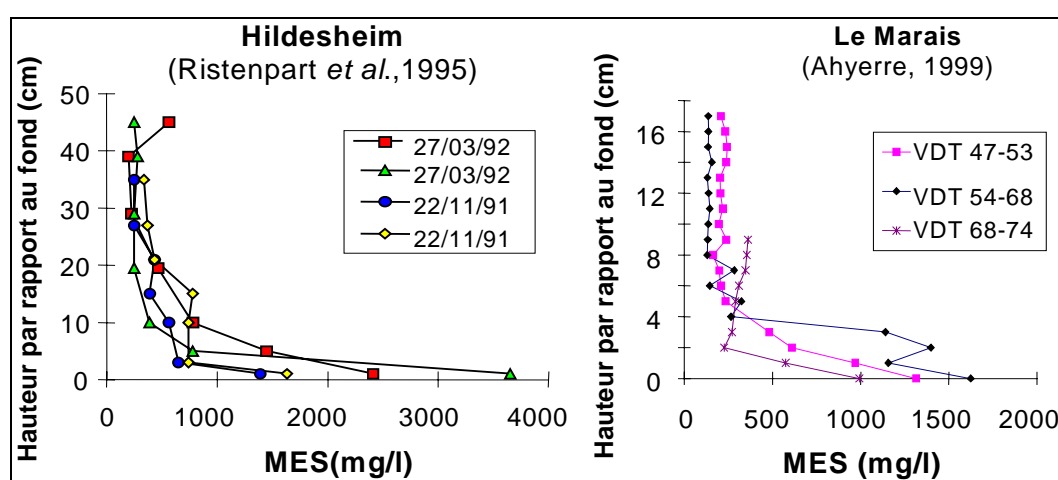 Hildesheim
(Ristenpart et al.,1995)
Hauteur par rapport au fond (cm)
50
40
30
20
10
0
27/03/92
27/03/92
22/11/91
22/11/91
0 1000 2000 3000 4000
MES(mg/l)
Le Marais
(Ahyerre, 1999)
Hauteur par rapport au fond (cm)
16
12
8
4
0
VDT 47-53
VDT 54-68
VDT 68-74
0 500 1000 1500 2000
MES (mg/l)